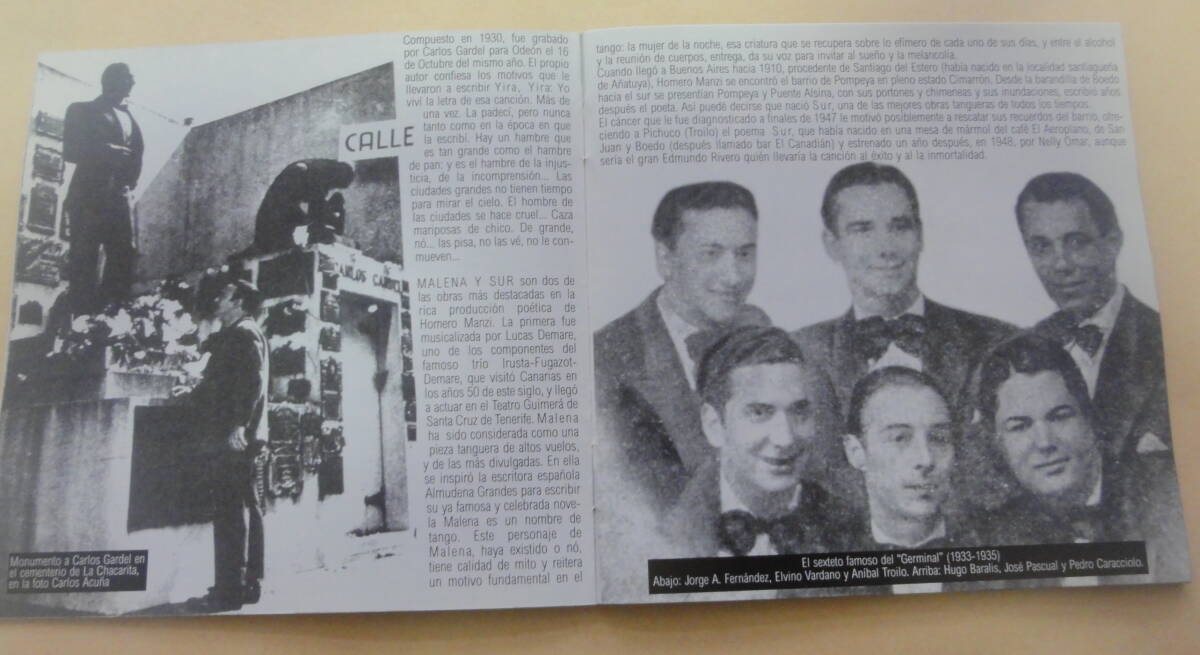 Compuesto en 1930, fue grabado
por Carlos Gardel para Odeón el 16
de Octubre del mismo año. El propio
autor confiesa los motivos que le
llevaron a escribir Yira, Yira: Yo
viví la letra de esa canción. Más de
una vez. La padecí, pero nunca
tanto como en la época en que
la escribí. Hay un hambre que
es tan grande como el hambre
de pan: y es el hambre de la injus-
ticia, de la incomprensión... Las
ciudades grandes no tienen tiempo
para mirar el cielo. El hombre de
las ciudades se hace cruel... Caza
mariposas de chico. De grande,
nó... las pisa, no las vé, no le con-
mueven...
MALENA Y SUR son dos de
las obras más destacadas en la
rica producción poética de
Homero Manzi. La primera fue
musicalizada por Lucas Demare,
uno de los componentes del
famoso trío Irusta-Fugazot-
Demare, que visitó Canarias en
los años 50 de este siglo, y llegó
a actuar en el Teatro Guimerá de
Santa Cruz de Tenerife. Malena
ha sido considerada como una
pieza tanguera de altos vuelos,
y de las más divulgadas. En ella
se inspiró la escritora española
Almudena Grandes para escribir
su ya famosa y celebrada nove-
la Malena es un nombre de
tango. Este personaje de
Malena, haya existido o nó,
tiene calidad de mito y reitera
un motivo fundamental en el
CALLE
CARLOS GARDEL
Monumento a Carlos Gardel en
el cementerio de La Chacarita,
en la foto Carlos Acuña
tango: la mujer de la noche, esa criatura que se recupera sobre lo efímero de cada uno de sus días, y entre el alcohol
y la reunión de cuerpos, entrega, da su voz para invitar al sueño y la melancolía.
Cuando llegó a Buenos Aires hacia 1910, procedente de Santiago del Estero (había nacido en la localidad santiagueña
de Añatuya), Homero Manzi se encontró el barrio de Pompeya en pleno estado Cimarrón. Desde la barandilla de Boedo
hacia el sur se presentían Pompeya y Puente Alsina, con sus portones y chimeneas y sus inundaciones, escribió años
después el poeta. Así puede decirse que nació Sur, una de las mejores obras tangueras de todos los tiempos.
El cáncer que le fue diagnosticado a finales de 1947 le motivó posiblemente a rescatar sus recuerdos del barrio, ofre-
ciendo a Pichuco (Troilo) el poema Sur, que había nacido en una mesa de mármol del café El Aeroplano, de San
Juan y Boedo (después llamado bar El Canadián) y estrenado un año después, en 1948, por Nelly Omar, aunque
sería el gran Edmundo Rivero quién llevaría la canción al éxito y al la inmortalidad.
El sexteto famoso del "Germinal" (1933-1935)
Abajo: Jorge A. Fernández, Elvino Vardano y Anibal Troilo. Arriba: Hugo Baralis, José Pascual y Pedro Caracciolo.